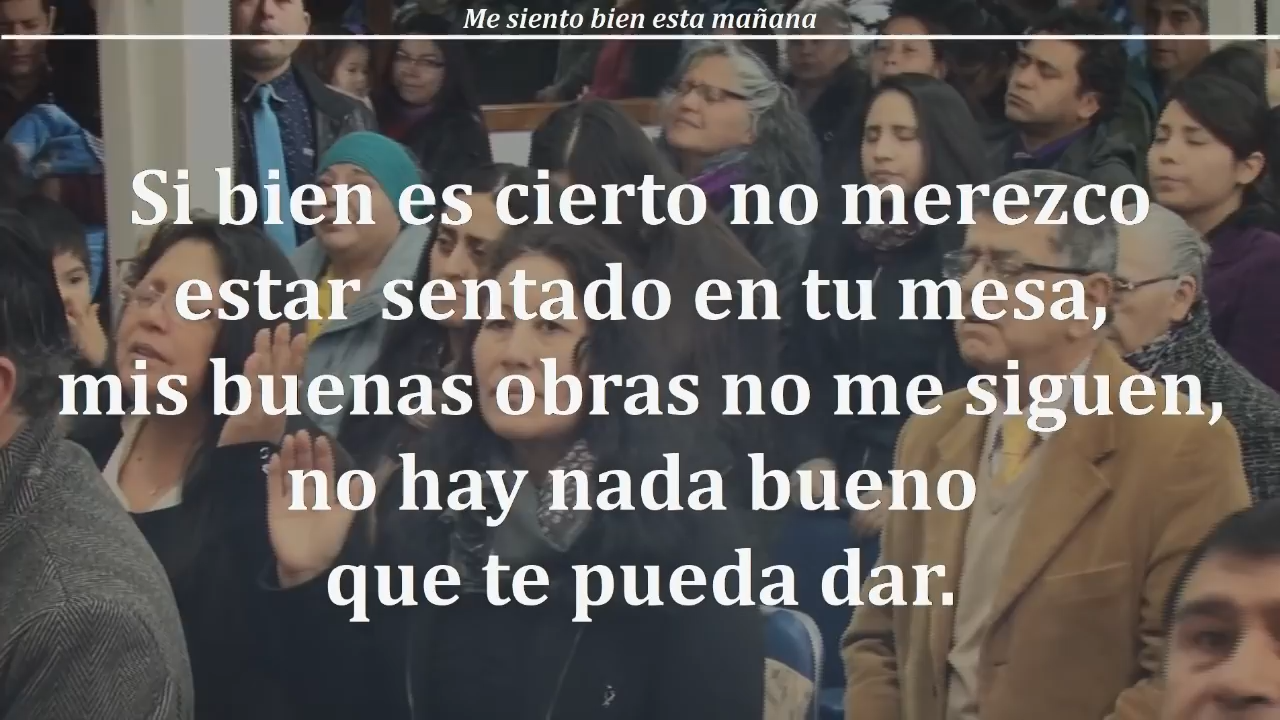 Me siento bien esta mañana
Si bien es cierto no merezco
estar sentado en tu mesa,
mis buenas obras no me siguen,
no hay nada bueno
que te pueda dar.